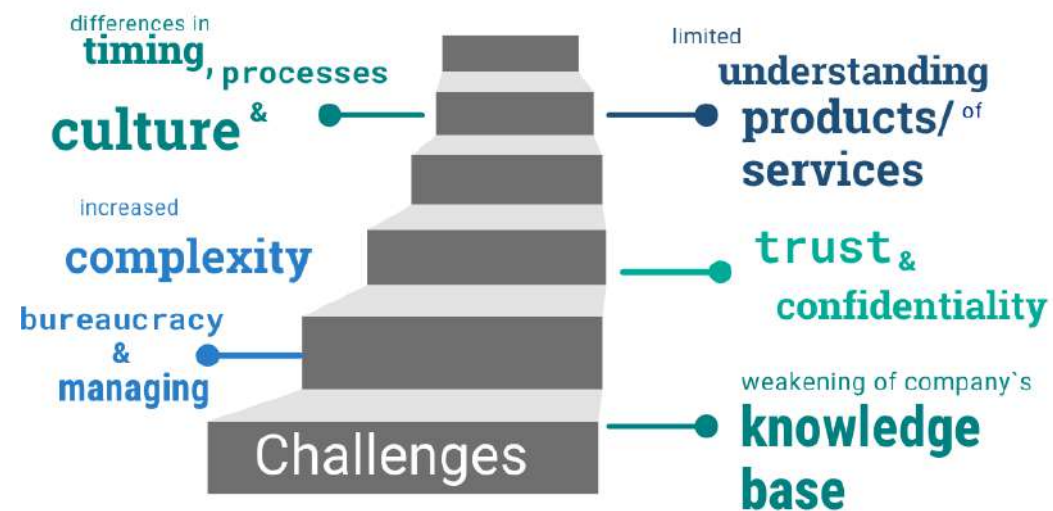 differences in
timing, processes
culture &
increased
complexity
bureaucracy
&
managing
limited
understanding
products/ of
services
trust &
confidentiality
weakening of company`s
knowledge
base
Challenges